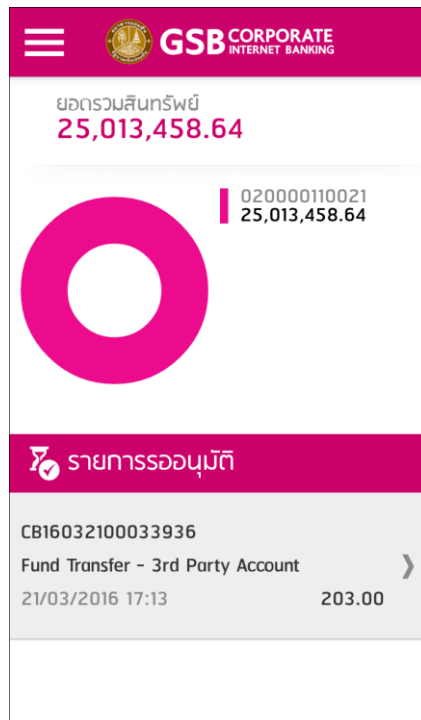 GSB CORPORATE
INTERNET BANKING
ยอดรวมสินทรัพย์
25,013,458.64
020000110021
25,013,458.64
รายการรออนุมัติ
CB16032100033936
Fund Transfer - 3rd Party Account
21/03/2016 17:13 203.00